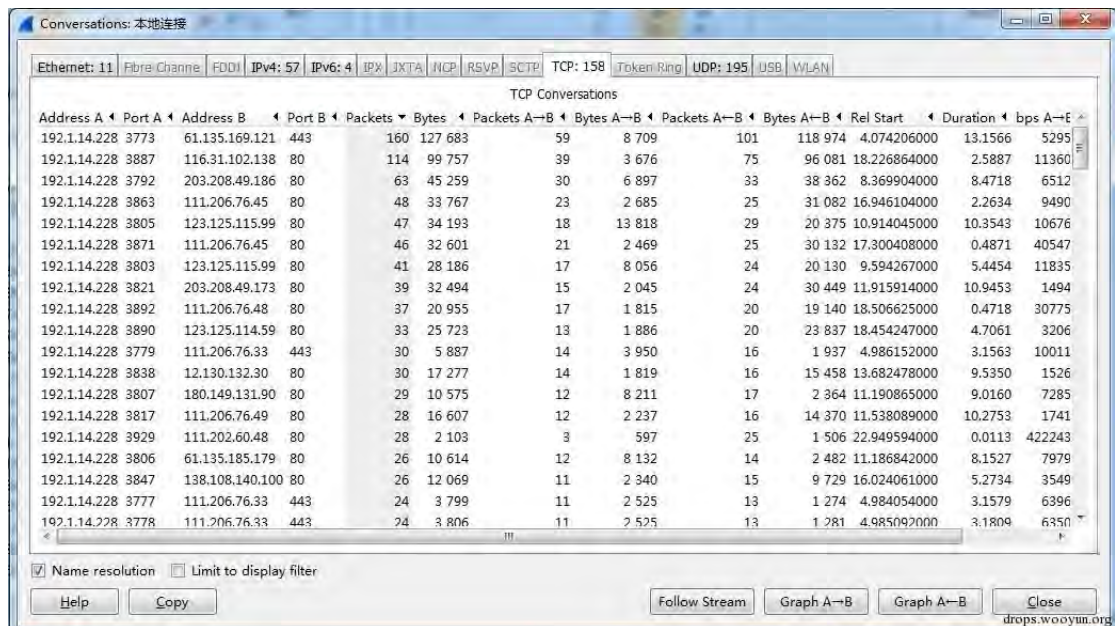 Conversations: 本地连接
Ethernet: 11 Fibre Channe FDDI IPv4: 57 IPv6: 4 IPX JXTA NCP RSVP SCTP TCP: 158 Token Ring UDP: 195 USB WLAN
TCP Conversations
Address A Port A Address B Port B Packets Bytes Packets A→B Bytes A→B Packets A←B Bytes A←B Rel Start Duration bps A→B
192.1.14.228 3773 61.135.169.121 443 160 127 683 59 8 709 101 118 974 4.074206000 13.1566 5295
192.1.14.228 3887 116.31.102.138 80 114 99 757 39 3 676 75 96 081 18.226864000 2.5887 11360
192.1.14.228 3792 203.208.49.186 80 63 45 259 30 6 897 33 38 362 8.369904000 8.4718 6512
192.1.14.228 3863 111.206.76.45 80 48 33 767 23 2 685 25 31 082 16.946104000 2.2634 9490
192.1.14.228 3805 123.125.115.99 80 47 34 193 18 13 818 29 20 375 10.914045000 10.3543 10676
192.1.14.228 3871 111.206.76.45 80 46 32 601 21 2 469 25 30 132 17.300408000 0.4871 40547
192.1.14.228 3803 123.125.115.99 80 41 28 186 17 8 056 24 20 130 9.594267000 5.4454 11835
192.1.14.228 3821 203.208.49.173 80 39 32 494 15 2 045 24 30 449 11.915914000 10.9453 1494
192.1.14.228 3892 111.206.76.48 80 37 20 955 17 1 815 20 19 140 18.506625000 0.4718 30775
192.1.14.228 3890 123.125.114.59 80 33 25 723 13 1 886 20 23 837 18.454247000 4.7061 3206
192.1.14.228 3779 111.206.76.33 443 30 5 887 14 3 950 16 1 937 4.986152000 3.1563 10011
192.1.14.228 3838 12.130.132.30 80 30 17 277 14 1 819 16 15 458 13.682478000 9.5350 1526
192.1.14.228 3807 180.149.131.90 80 29 10 575 12 8 211 17 2 364 11.190865000 9.0160 7285
192.1.14.228 3817 111.206.76.49 80 28 16 607 12 2 237 16 14 370 11.538089000 10.2753 1741
192.1.14.228 3929 111.202.60.48 80 28 2 103 3 597 25 1 506 22.949594000 0.0113 422243
192.1.14.228 3806 61.135.185.179 80 26 10 614 12 8 132 14 2 482 11.186842000 8.1527 7979
192.1.14.228 3847 138.108.140.100 80 26 12 069 11 2 340 15 9 729 16.024061000 5.2734 3549
192.1.14.228 3777 111.206.76.33 443 24 3 799 11 2 525 13 1 274 4.984054000 3.1579 6396
192.1.14.228 3778 111.206.76.33 443 24 3 806 11 2 525 13 1 281 4.985092000 3.1809 6350
Name resolution Limit to display filter
Help Copy Follow Stream Graph A→B Graph A←B Close
drops.wooyun.org